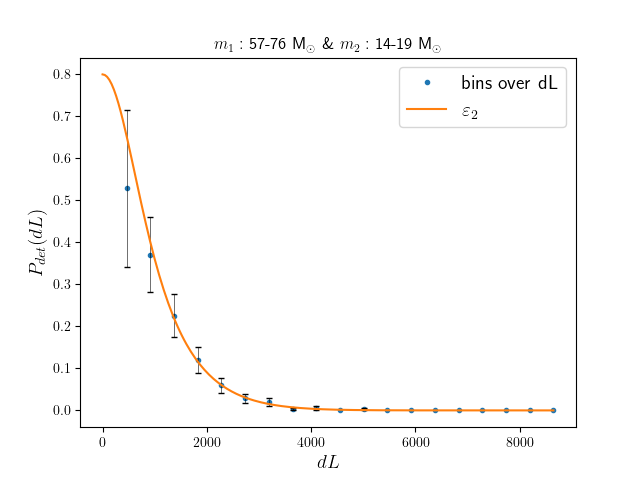 m₁ : 57-76 M⊙ & m₂ : 14-19 M⊙
0.8
0.7
0.6
0.5
0.4
0.3
0.2
0.1
0.0
P_det(dL)
bins over dL
ε₂
0 2000 4000 6000 8000
dL